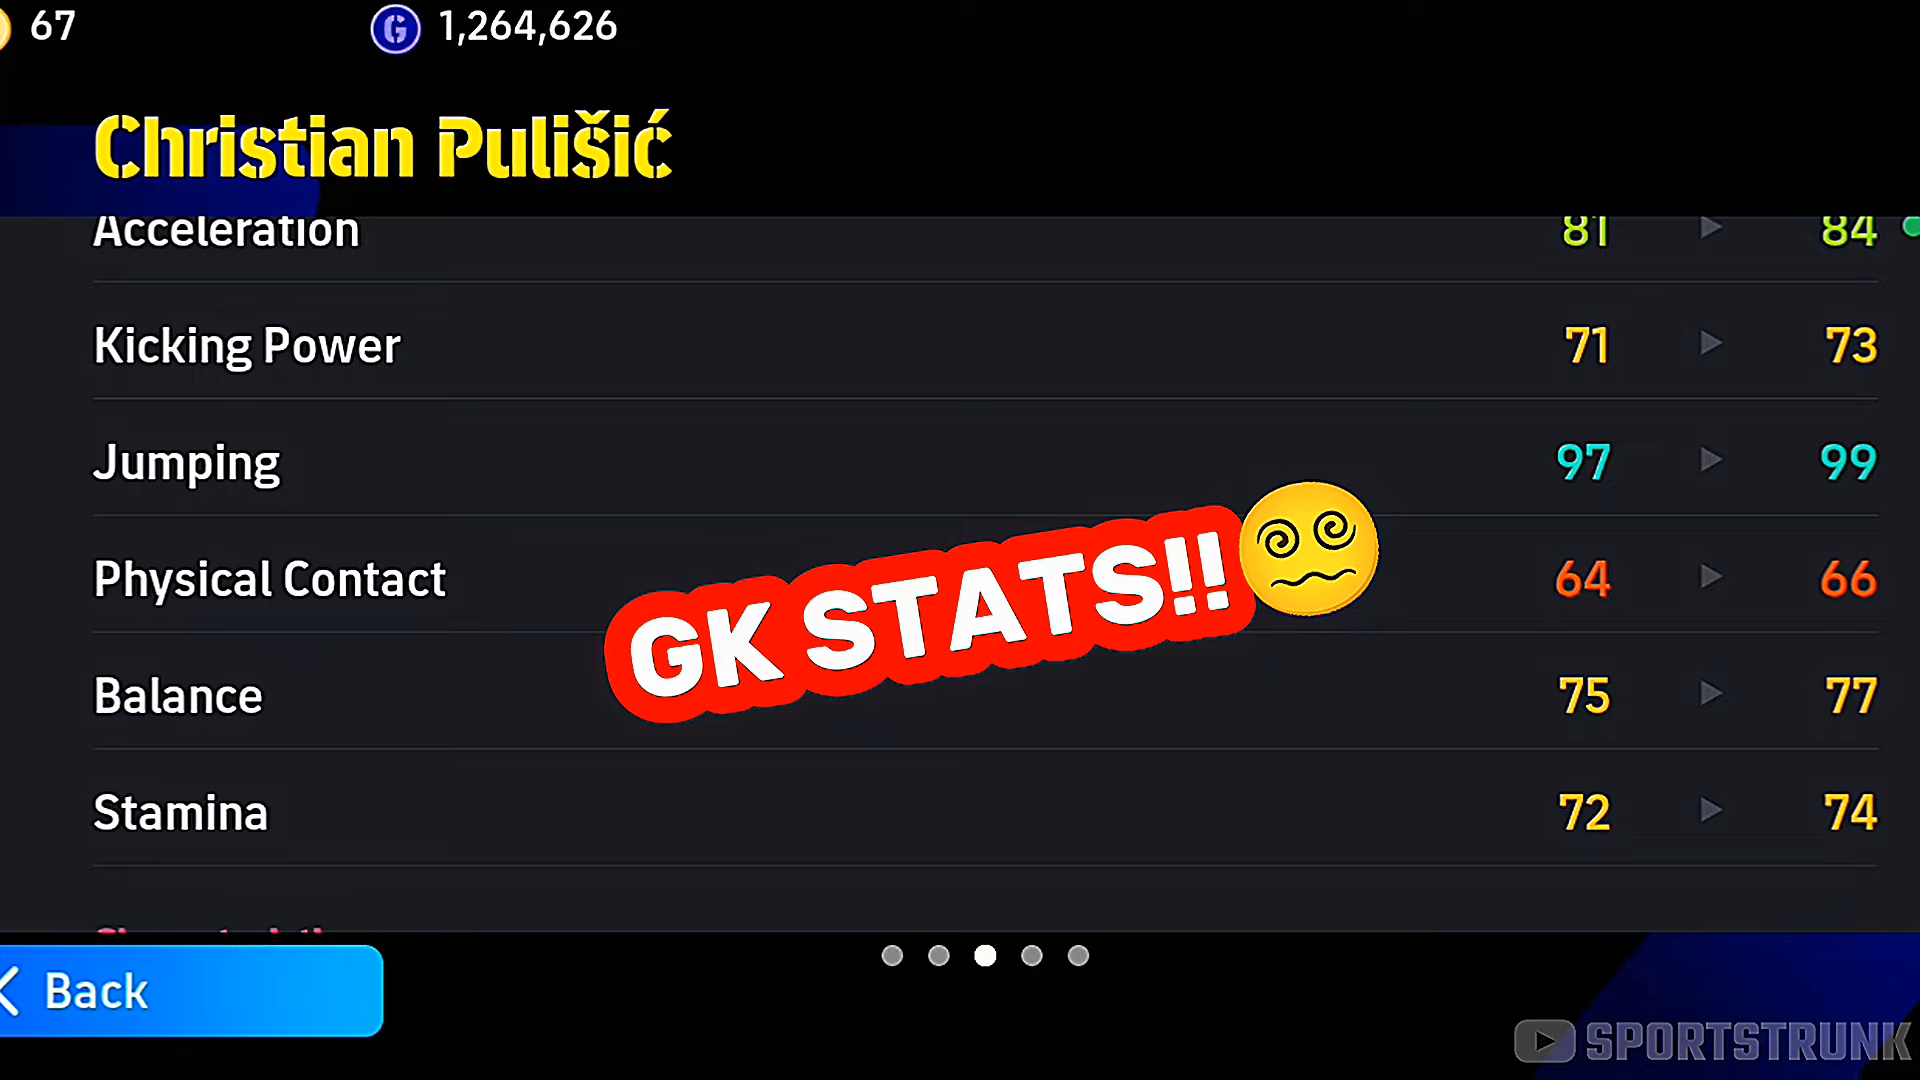 67 1,264,626
Christian Pulišić
Acceleration 81 84
Kicking Power 71 73
Jumping 97 99
Physical Contact 64 66
GK STATS!!
Balance 75 77
Stamina 72 74
Back
SPORTSTRUNK